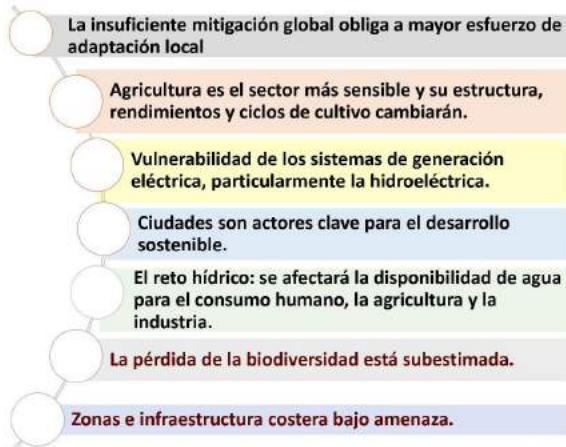 La insuficiente mitigación global obliga a mayor esfuerzo de
adaptación local
Agricultura es el sector más sensible y su estructura,
rendimientos y ciclos de cultivo cambiarán.
Vulnerabilidad de los sistemas de generación
eléctrica, particularmente la hidroeléctrica.
Ciudades son actores clave para el desarrollo
sostenible.
El reto hídrico: se afectará la disponibilidad de agua
para el consumo humano, la agricultura y la
industria.
La pérdida de la biodiversidad está subestimada.
Zonas e infraestructura costera bajo amenaza.